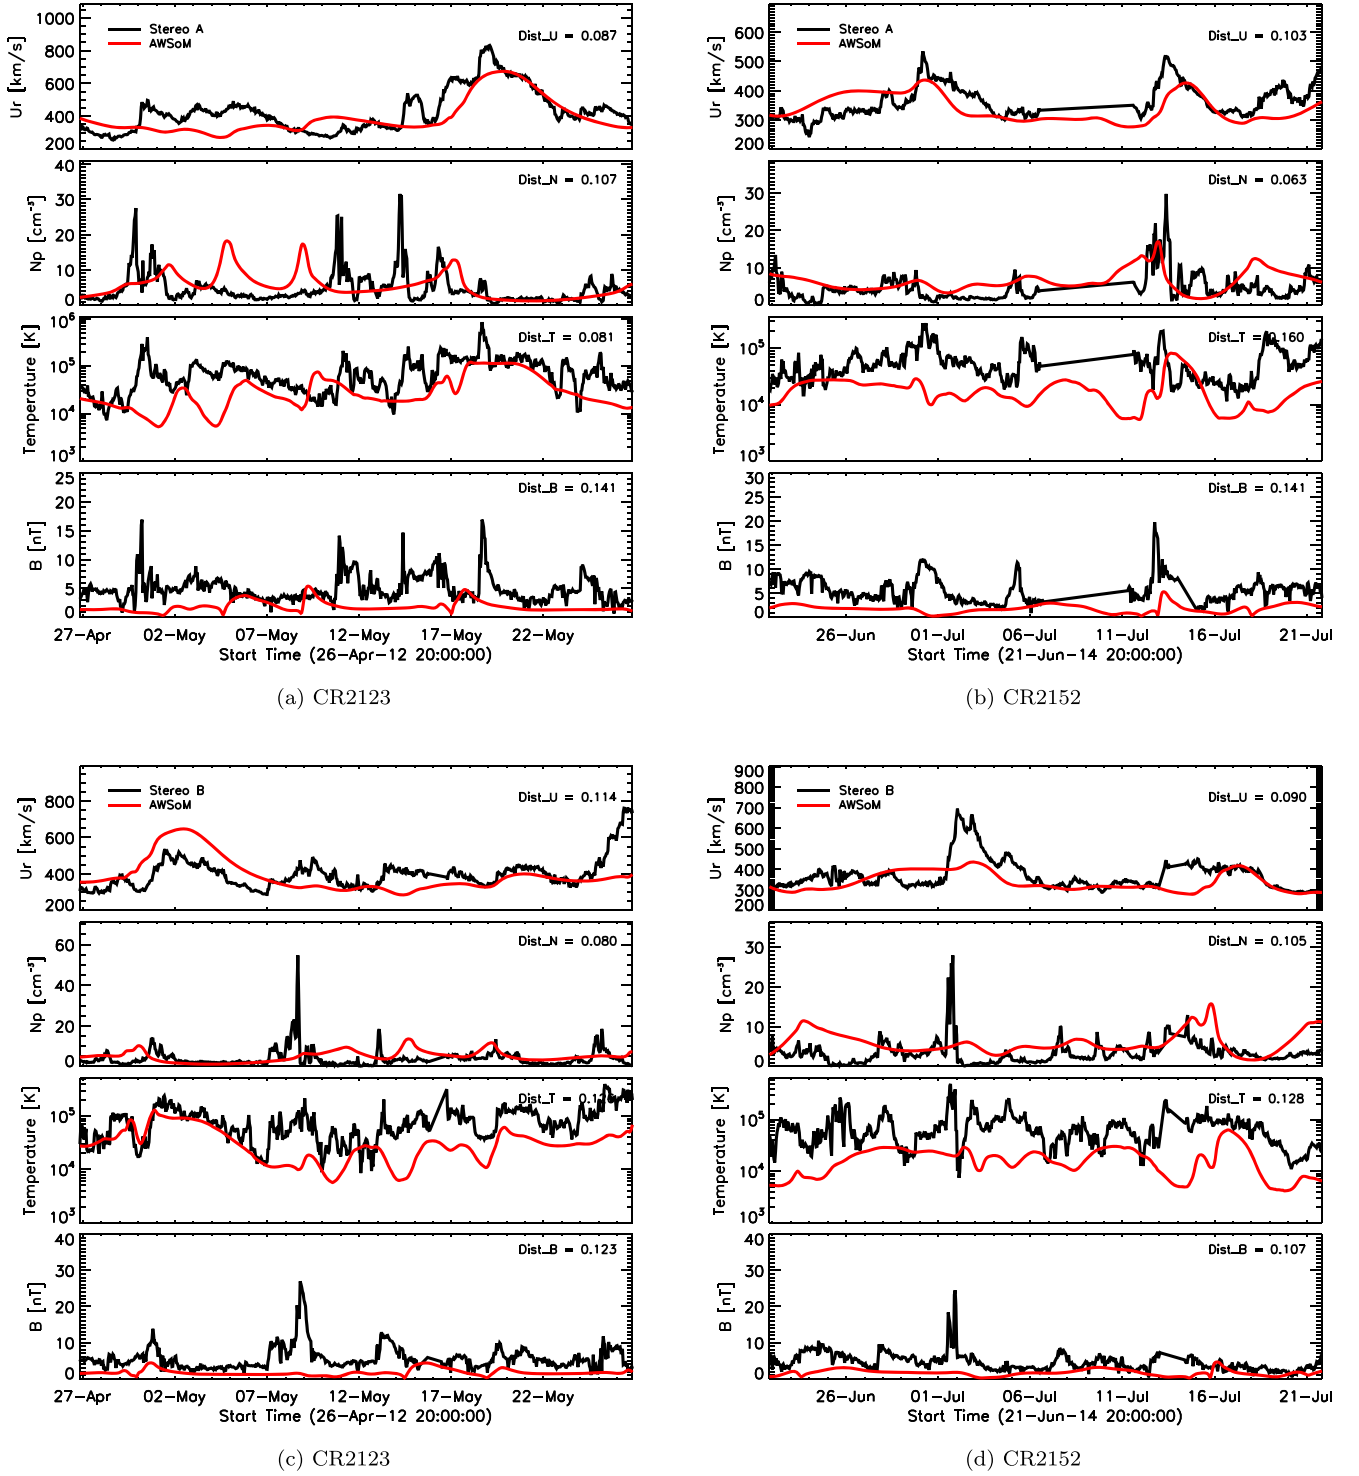 Stereo A
AWSoM
Dist_U = 0.087
Ur [km/s]
1000
800
600
400
200
Dist_N = 0.107
Np [cm⁻³]
40
30
20
10
0
Dist_T = 0.081
Temperature [K]
10⁶
10⁵
10⁴
10³
Dist_B = 0.141
B [nT]
25
20
15
10
5
0
27-Apr 02-May 07-May 12-May 17-May 22-May
Start Time (26-Apr-12 20:00:00)
(a) CR2123
Stereo A
AWSoM
Dist_U = 0.103
Ur [km/s]
600
500
400
300
200
Dist_N = 0.063
Np [cm⁻³]
30
20
10
0
Dist_T = 0.160
Temperature [K]
10⁵
10⁴
10³
Dist_B = 0.141
B [nT]
30
25
20
15
10
5
0
26-Jun 01-Jul 06-Jul 11-Jul 16-Jul 21-Jul
Start Time (21-Jun-14 20:00:00)
(b) CR2152
Stereo B
AWSoM
Dist_U = 0.114
Ur [km/s]
800
600
400
200
Dist_N = 0.080
Np [cm⁻³]
60
40
20
0
Dist_T =
Temperature [K]
10⁵
10⁴
10³
Dist_B = 0.123
B [nT]
40
30
20
10
0
27-Apr 02-May 07-May 12-May 17-May 22-May
Start Time (26-Apr-12 20:00:00)
(c) CR2123
Stereo B
AWSoM
Dist_U = 0.090
Ur [km/s]
900
800
700
600
500
400
300
200
Dist_N = 0.105
Np [cm⁻³]
30
20
10
0
Dist_T = 0.128
Temperature [K]
10⁵
10⁴
10³
Dist_B = 0.107
B [nT]
40
30
20
10
0
26-Jun 01-Jul 06-Jul 11-Jul 16-Jul 21-Jul
Start Time (21-Jun-14 20:00:00)
(d) CR2152